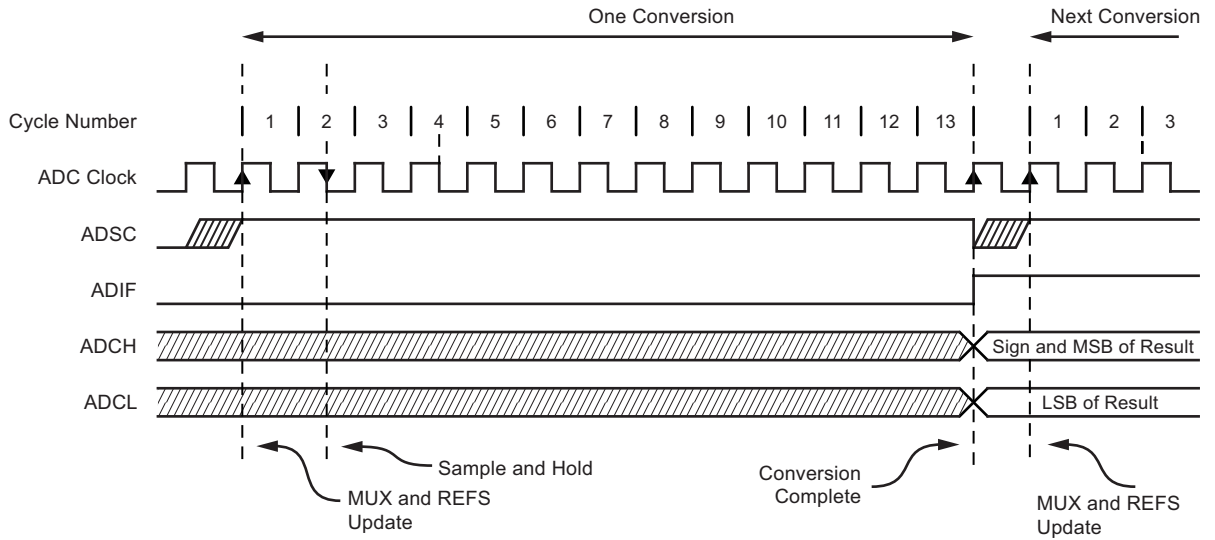 One Conversion
Next Conversion
Cycle Number
1 2 3 4 5 6 7 8 9 10 11 12 13 1 2 3
ADC Clock
ADSC
ADIF
ADCH
Sign and MSB of Result
ADCL
LSB of Result
Sample and Hold
MUX and REFS
Update
Conversion
Complete
MUX and REFS
Update